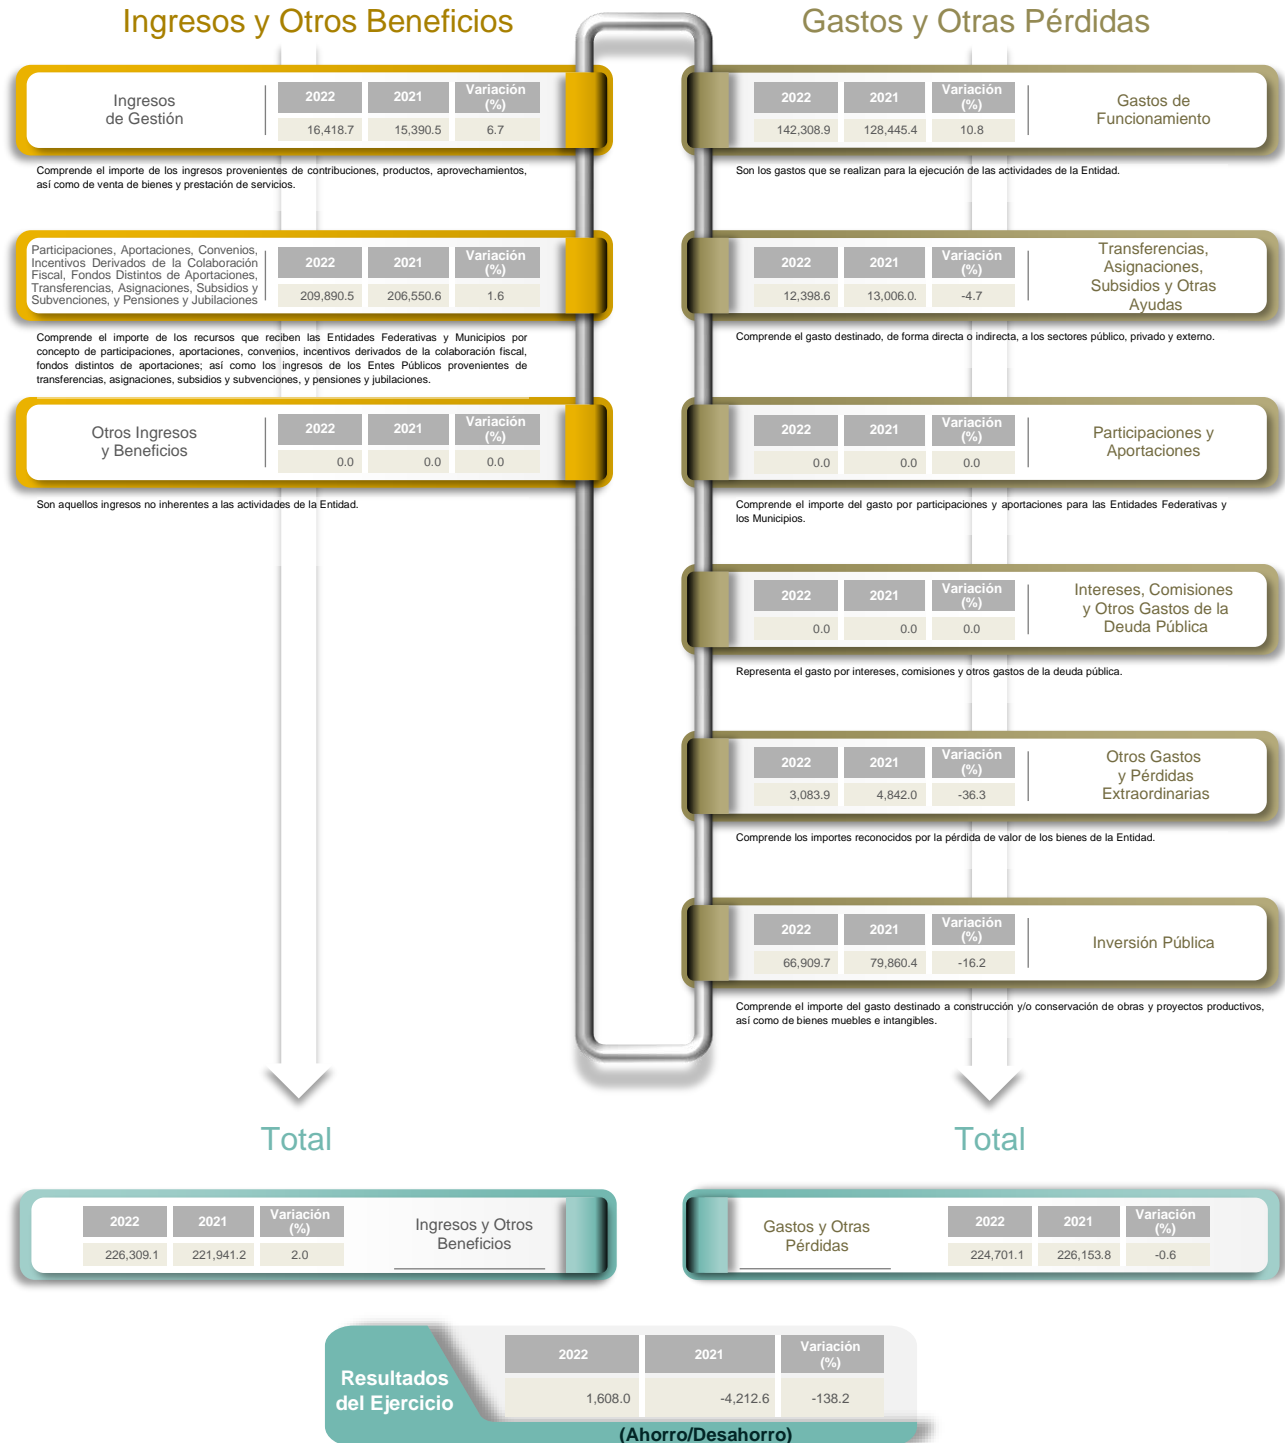 Ingresos y Otros Beneficios
Ingresos
de Gestión
2022 2021 Variación
(%)
16,418.7 15,390.5 6.7
Comprende el importe de los ingresos provenientes de contribuciones, productos, aprovechamientos,
así como de venta de bienes y prestación de servicios.
Participaciones, Aportaciones, Convenios,
Incentivos Derivados de la Colaboración
Fiscal, Fondos Distintos de Aportaciones,
Transferencias, Asignaciones, Subsidios y
Subvenciones, y Pensiones y Jubilaciones
2022 2021 Variación
(%)
209,890.5 206,550.6 1.6
Comprende el importe de los recursos que reciben las Entidades Federativas y Municipios por
concepto de participaciones, aportaciones, convenios, incentivos derivados de la colaboración fiscal,
fondos distintos de aportaciones; así como los ingresos de los Entes Públicos provenientes de
transferencias, asignaciones, subsidios y subvenciones, y pensiones y jubilaciones.
Otros Ingresos
y Beneficios
2022 2021 Variación
(%)
0.0 0.0 0.0
Son aquellos ingresos no inherentes a las actividades de la Entidad.
Gastos y Otras Pérdidas
2022 2021 Variación
(%)
142,308.9 128,445.4 10.8
Gastos de
Funcionamiento
Son los gastos que se realizan para la ejecución de las actividades de la Entidad.
2022 2021 Variación
(%)
12,398.6 13,006.0. -4.7
Transferencias,
Asignaciones,
Subsidios y Otras
Ayudas
Comprende el gasto destinado, de forma directa o indirecta, a los sectores público, privado y externo.
2022 2021 Variación
(%)
0.0 0.0 0.0
Participaciones y
Aportaciones
Comprende el importe del gasto por participaciones y aportaciones para las Entidades Federativas y
los Municipios.
2022 2021 Variación
(%)
0.0 0.0 0.0
Intereses, Comisiones
y Otros Gastos de la
Deuda Pública
Representa el gasto por intereses, comisiones y otros gastos de la deuda pública.
2022 2021 Variación
(%)
3,083.9 4,842.0 -36.3
Otros Gastos
y Pérdidas
Extraordinarias
Comprende los importes reconocidos por la pérdida de valor de los bienes de la Entidad.
2022 2021 Variación
(%)
66,909.7 79,860.4 -16.2
Inversión Pública
Comprende el importe del gasto destinado a construcción y/o conservación de obras y proyectos productivos,
así como de bienes muebles e intangibles.
Total
2022 2021 Variación
(%)
226,309.1 221,941.2 2.0
Ingresos y Otros
Beneficios
Total
Gastos y Otras
Pérdidas
2022 2021 Variación
(%)
224,701.1 226,153.8 -0.6
Resultados
del Ejercicio
2022 2021 Variación
(%)
1,608.0 -4,212.6 -138.2
(Ahorro/Desahorro)